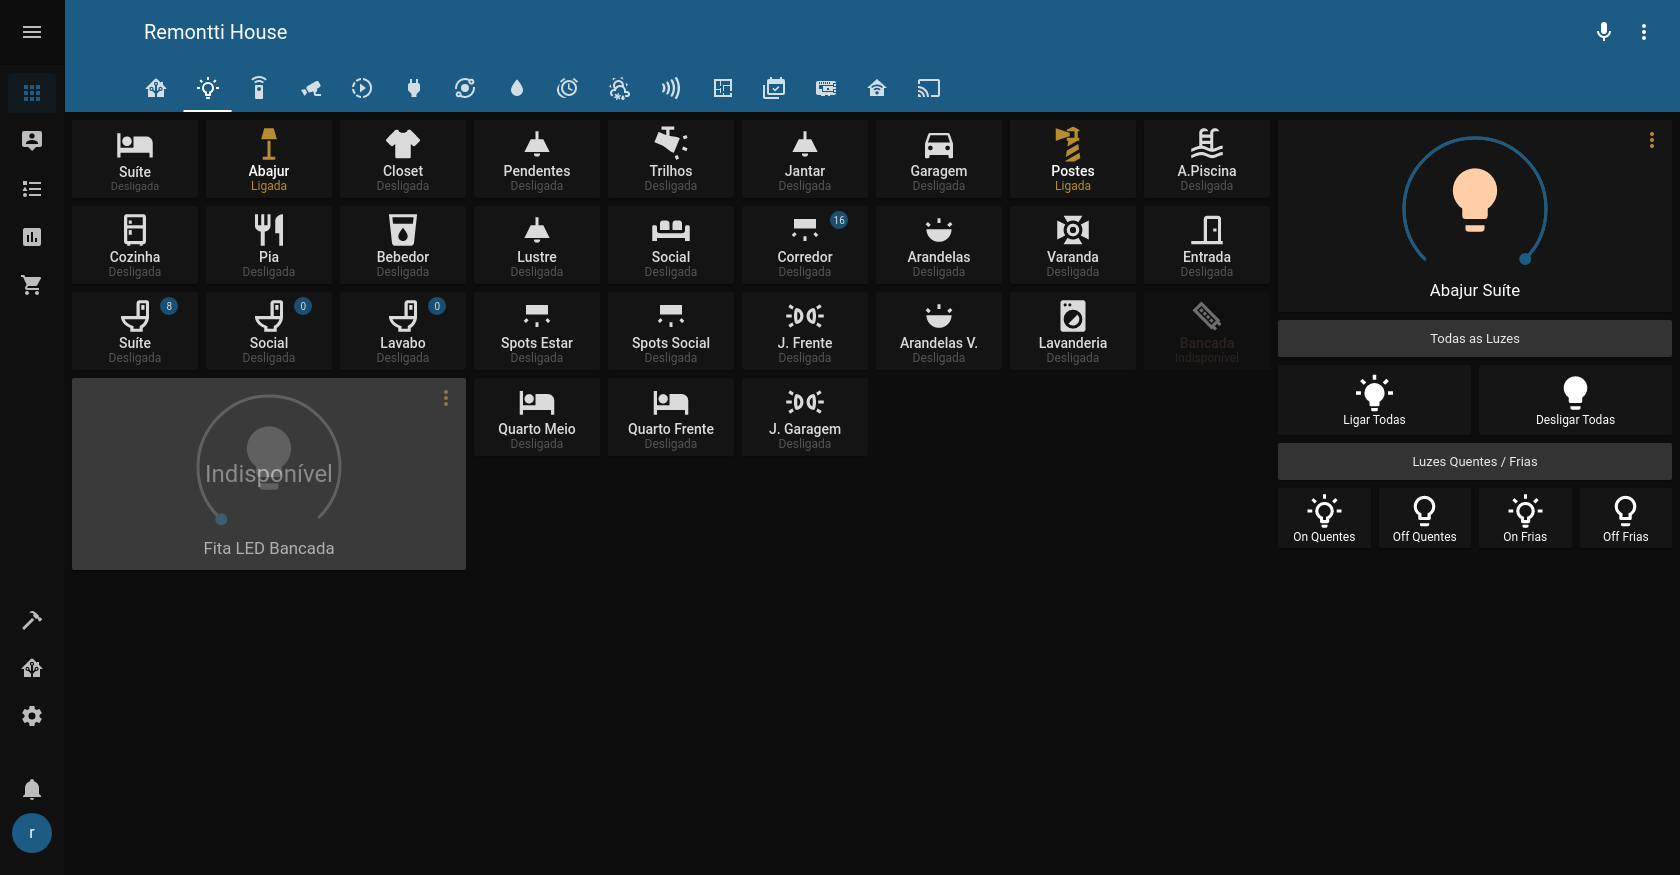 Remontti House
Suíte
Desligada
Abajur
Ligada
Closet
Desligada
Pendentes
Desligada
Trilhos
Desligada
Jantar
Desligada
Garagem
Desligada
Postes
Ligada
A.Piscina
Desligada
Cozinha
Desligada
Pia
Desligada
Bebedor
Desligada
Lustre
Desligada
Social
Desligada
16
Corredor
Desligada
Arandelas
Desligada
Varanda
Desligada
Entrada
Desligada
8
Suíte
Desligada
0
Social
Desligada
0
Lavabo
Desligada
Spots Estar
Desligada
Spots Social
Desligada
J. Frente
Desligada
Arandelas V.
Desligada
Lavanderia
Desligada
Bancada
Indisponível
Indisponível
Fita LED Bancada
Quarto Meio
Desligada
Quarto Frente
Desligada
J. Garagem
Desligada
Abajur Suíte
Todas as Luzes
Ligar Todas
Desligar Todas
Luzes Quentes / Frias
On Quentes
Off Quentes
On Frias
Off Frias
r